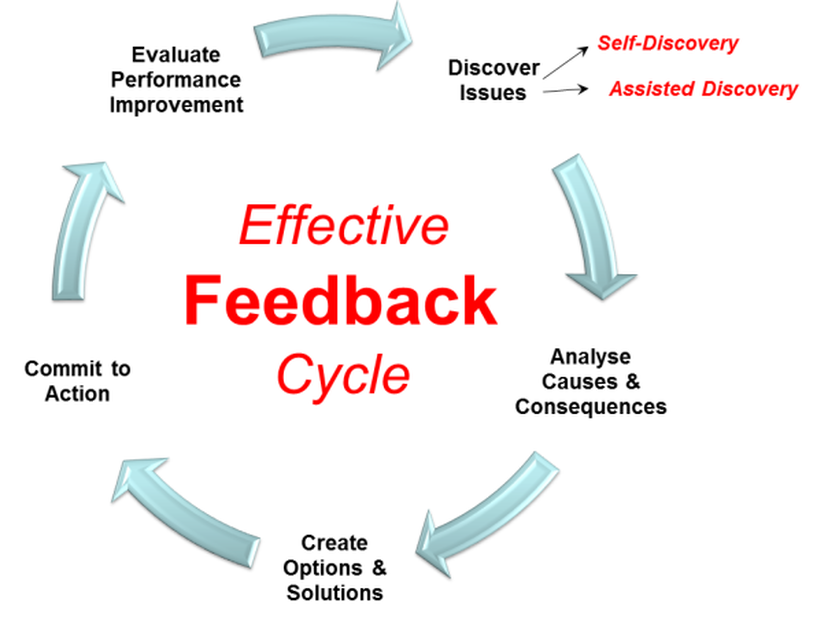 Evaluate
Performance
Improvement
Discover
Issues
Self-Discovery
Assisted Discovery
Effective
Feedback
Cycle
Analyse
Causes &
Consequences
Commit to
Action
Create
Options &
Solutions